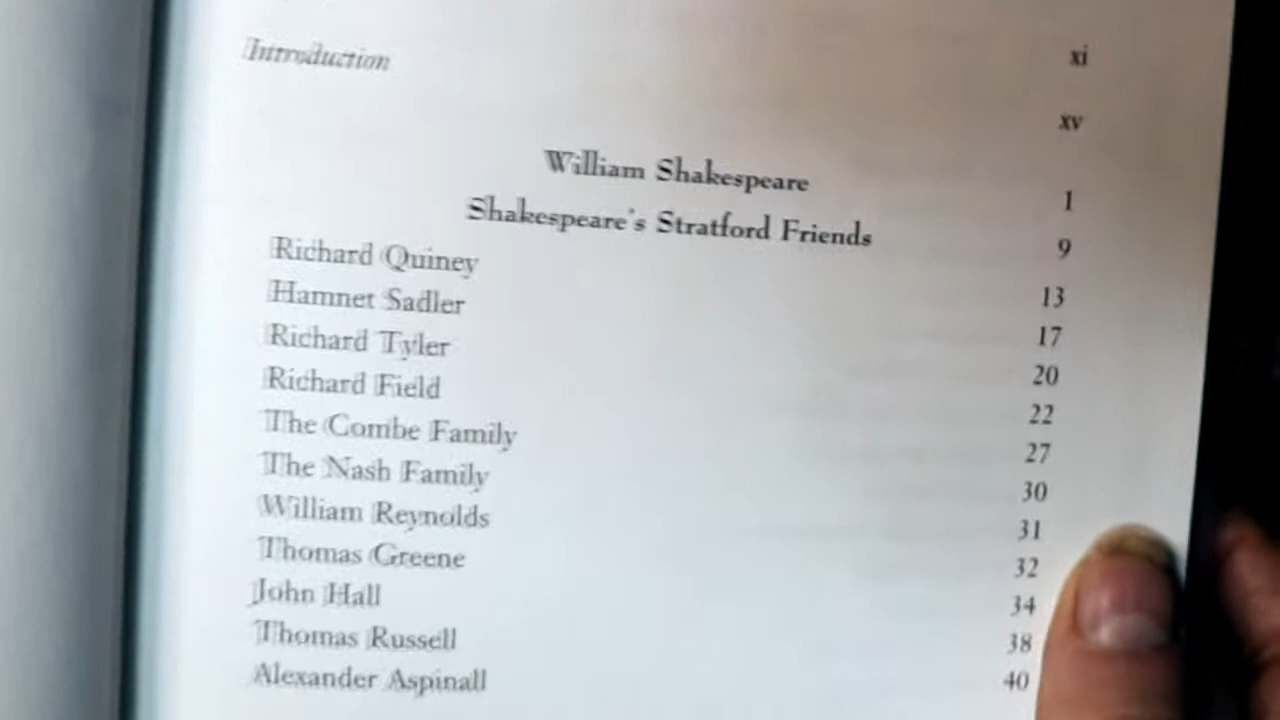 xi
Introduction xv
William Shakespeare 1
Shakespeare's Stratford Friends 9
Richard Quiney 13
Hamnet Sadler 17
Richard Tyler 20
Richard Field 22
The Combe Family 27
The Nash Family 30
William Reynolds 31
Thomas Greene 32
John Hall 34
Thomas Russell 38
Alexander Aspinall 40